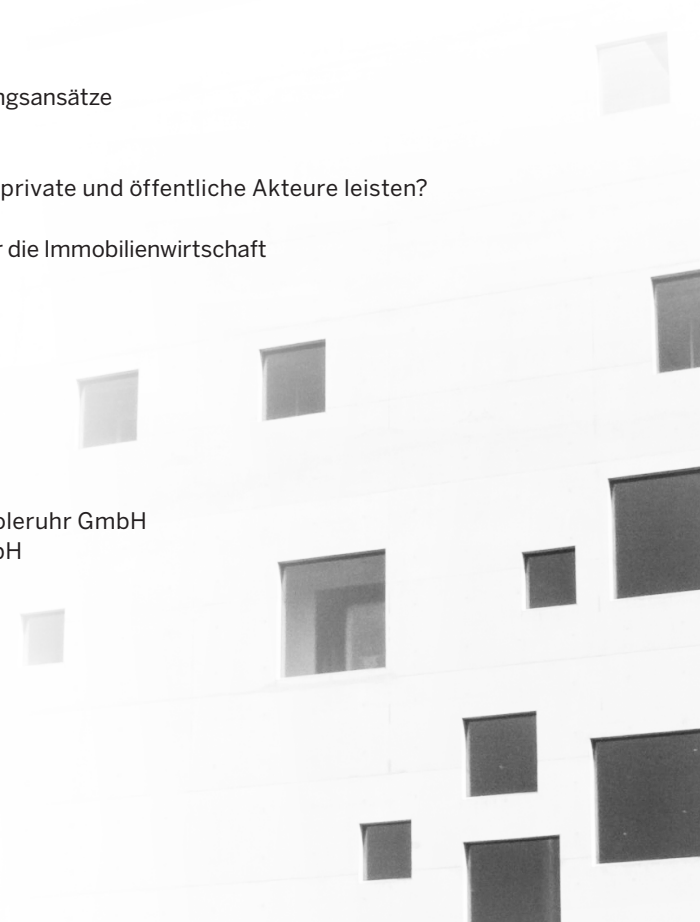 ngsansätze
private und öffentliche Akteure leisten?
r die Immobilienwirtschaft
oleruhr GmbH
bH